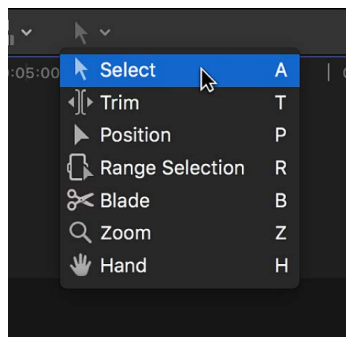 :05:00
Select A
Trim T
Position P
Range Selection R
Blade B
Zoom Z
Hand H